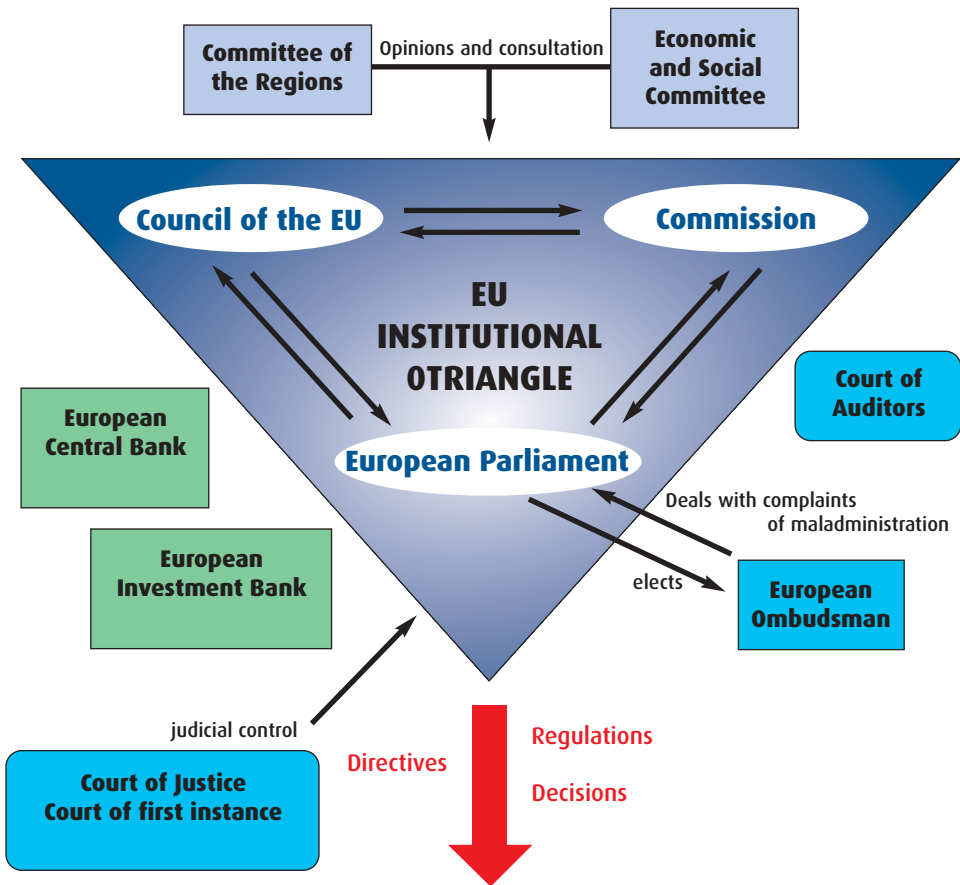 Committee of
the Regions
Opinions and consultation
Economic
and Social
Committee
Council of the EU
Commission
EU
INSTITUTIONAL
OTRIANGLE
Court of
Auditors
European
Central Bank
European Parliament
Deals with complaints
of maladministration
European
Investment Bank
elects
European
Ombudsman
judicial control
Directives
Regulations
Decisions
Court of Justice
Court of first instance